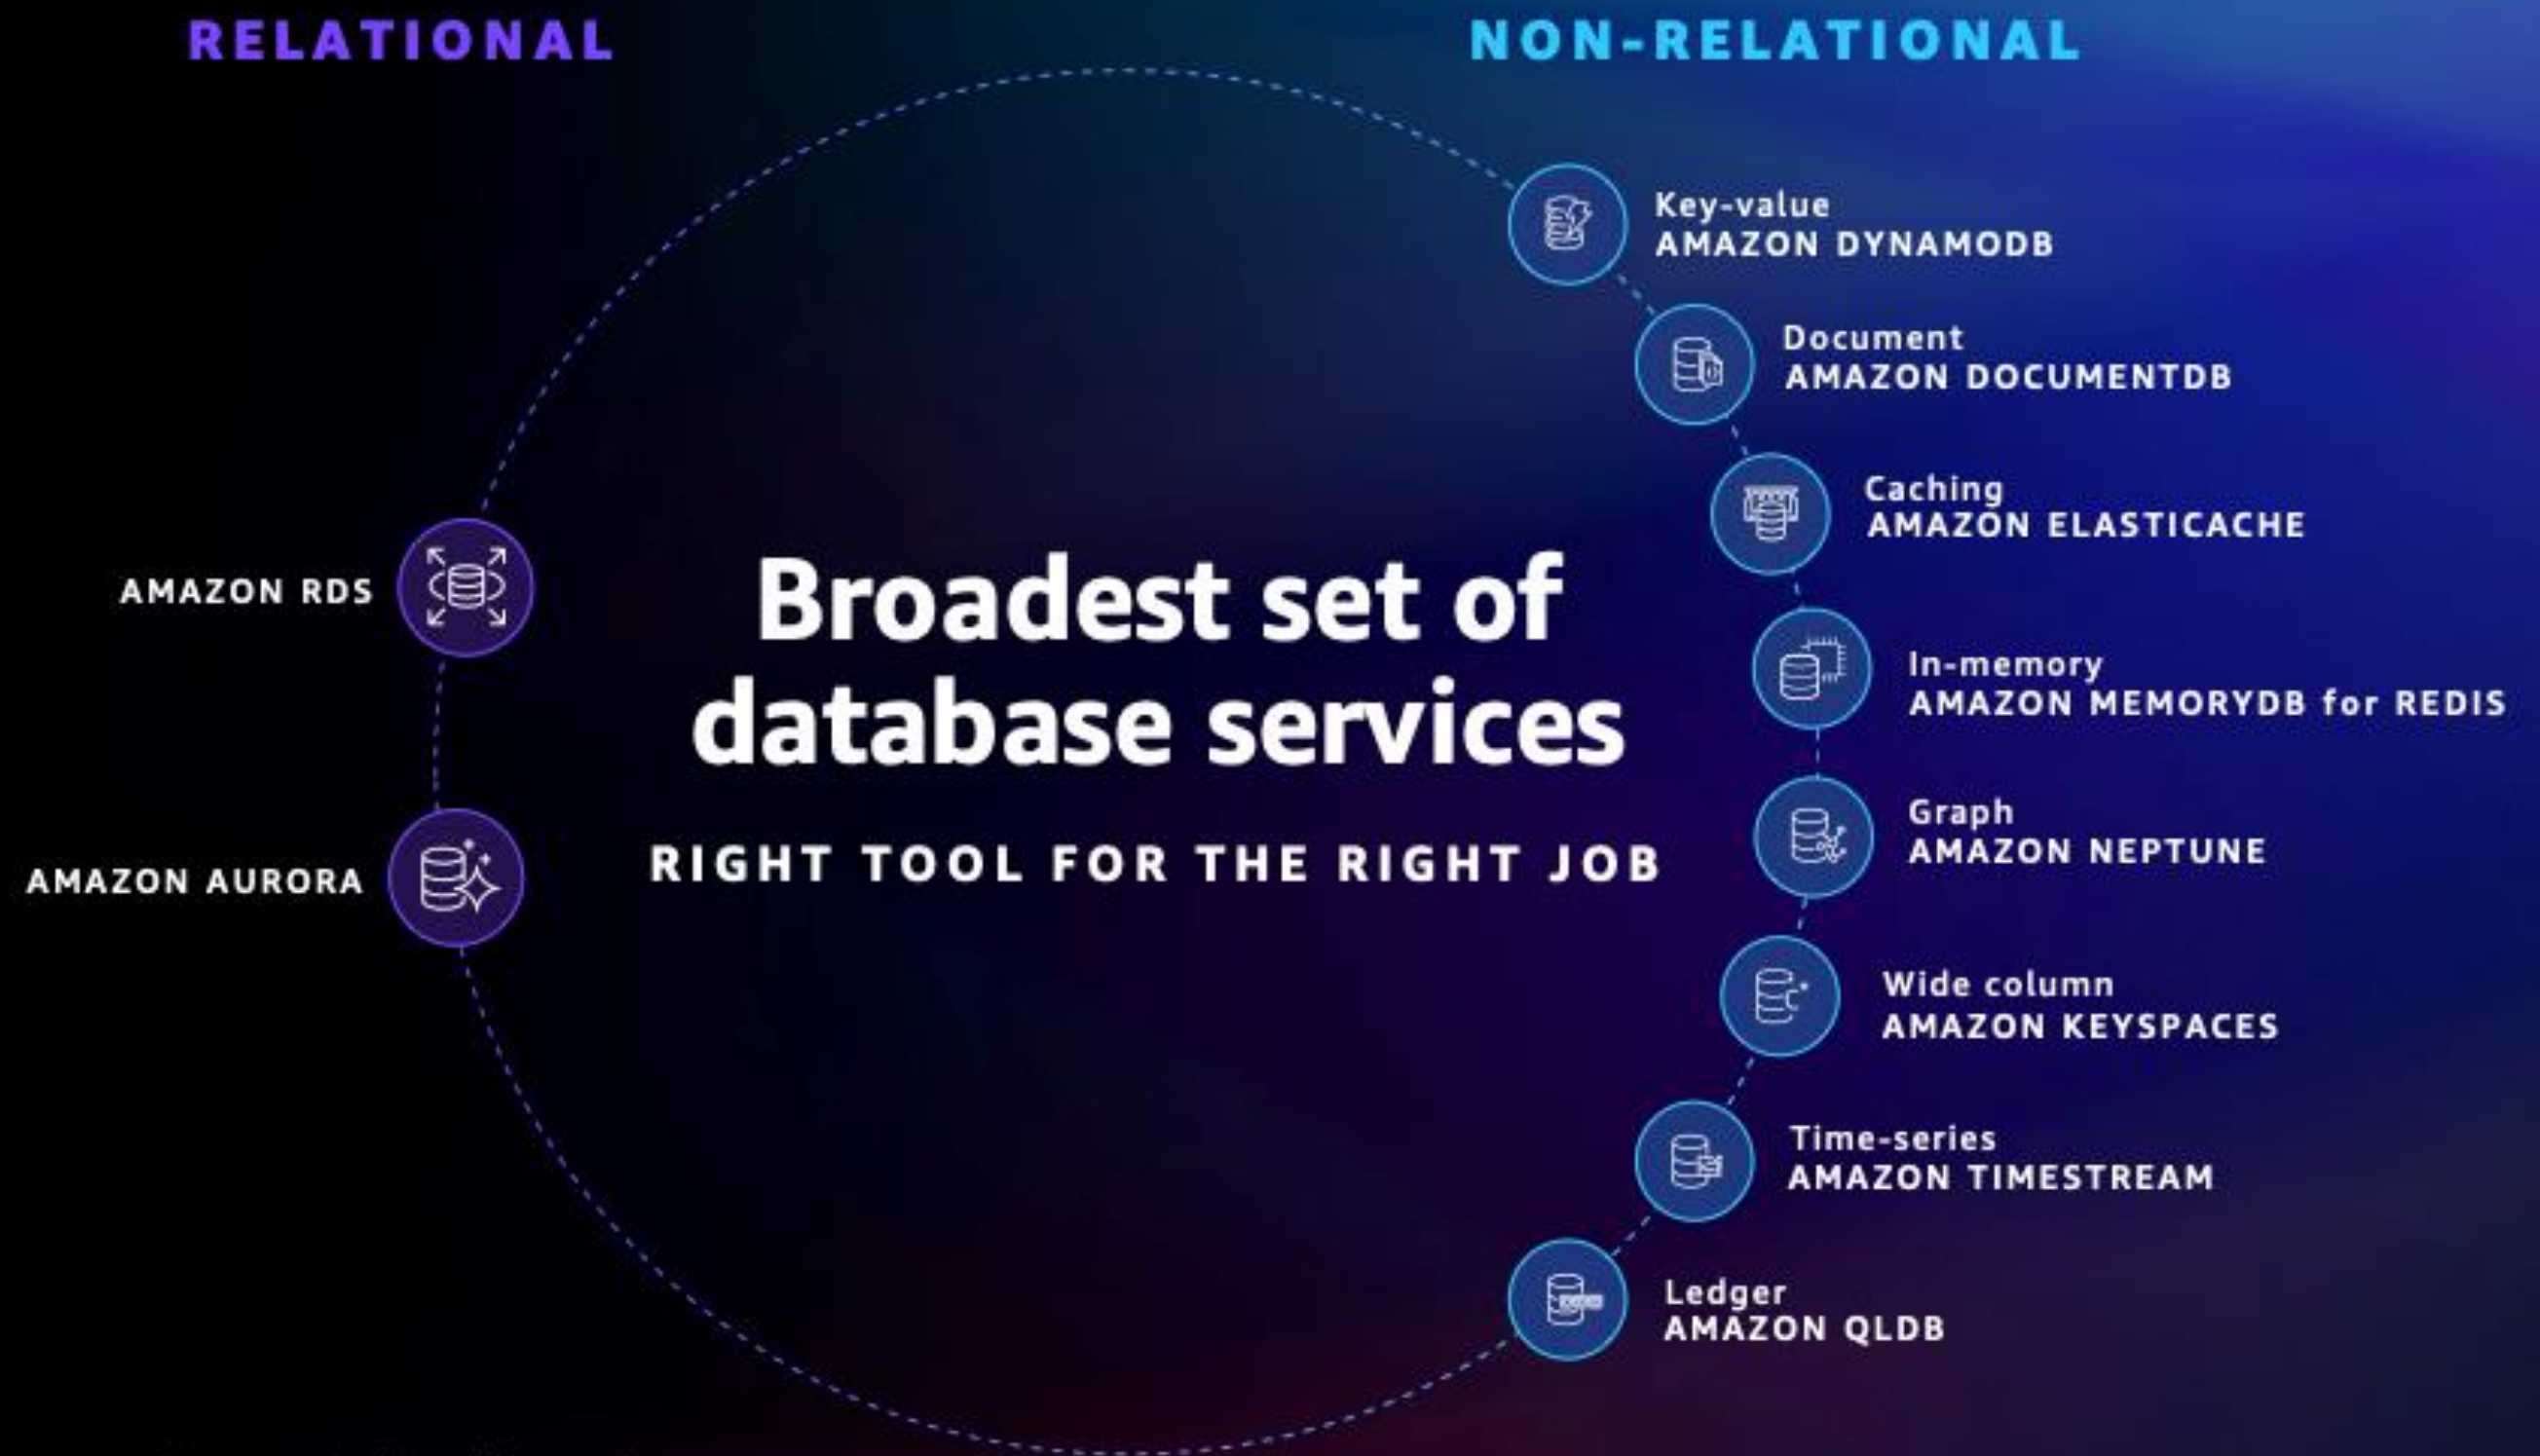 RELATIONAL
NON-RELATIONAL
Key-value
AMAZON DYNAMODB
Document
AMAZON DOCUMENTDB
Caching
AMAZON ELASTICACHE
AMAZON RDS
Broadest set of
database services
RIGHT TOOL FOR THE RIGHT JOB
In-memory
AMAZON MEMORYDB for REDIS
AMAZON AURORA
Graph
AMAZON NEPTUNE
Wide column
AMAZON KEYSPACES
Time-series
AMAZON TIMESTREAM
Ledger
AMAZON QLDB